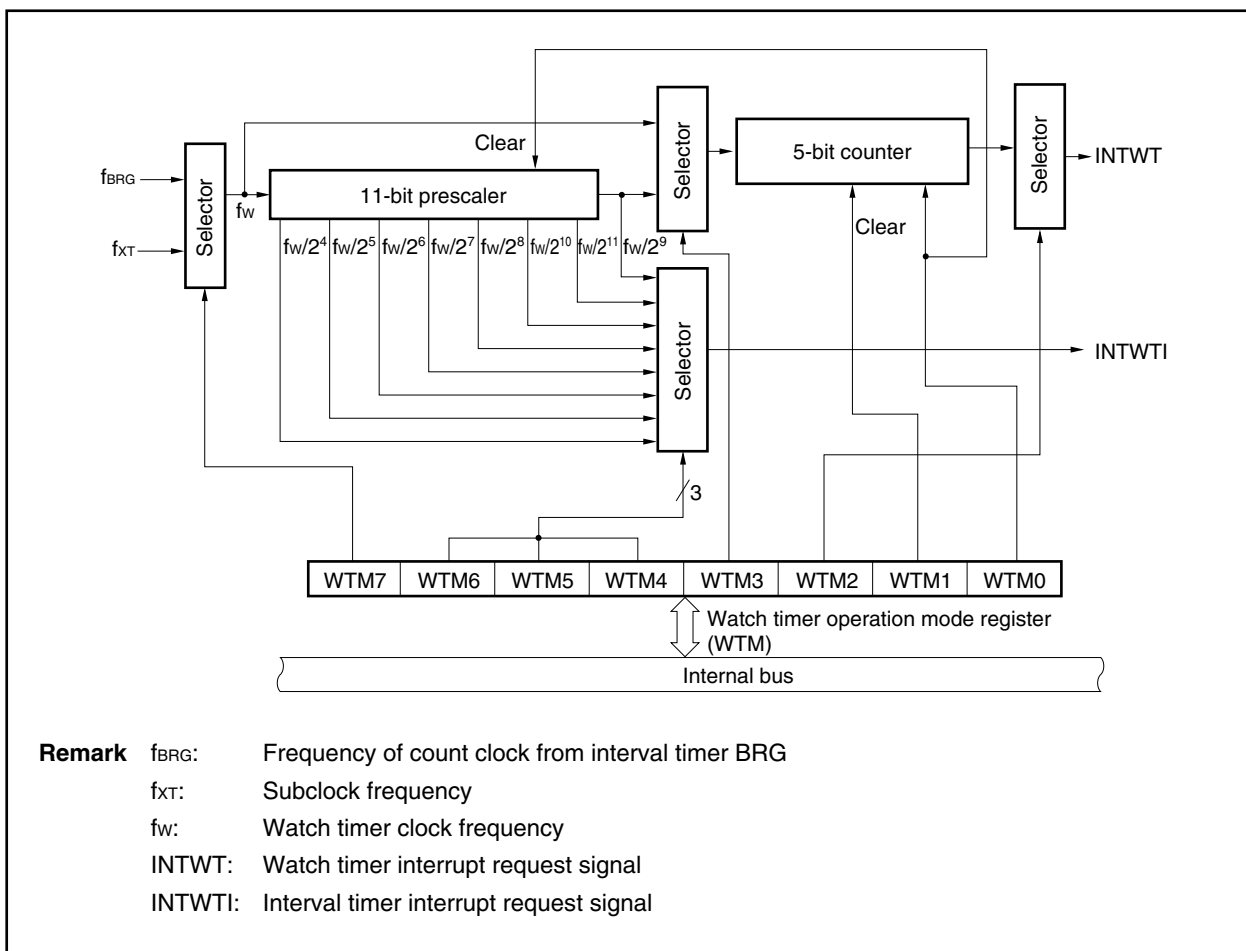 Clear
Selector
Selector
Selector
5-bit counter
INTWT
fBRG
fW
11-bit prescaler
Clear
fXT
fW/2⁴ fW/2⁵ fW/2⁶ fW/2⁷ fW/2⁸ fW/2¹⁰ fW/2¹¹ fW/2⁹
Selector
INTWTI
3
WTM7 WTM6 WTM5 WTM4 WTM3 WTM2 WTM1 WTM0
Watch timer operation mode register
(WTM)
Internal bus
Remark fBRG: Frequency of count clock from interval timer BRG
fXT: Subclock frequency
fW: Watch timer clock frequency
INTWT: Watch timer interrupt request signal
INTWTI: Interval timer interrupt request signal